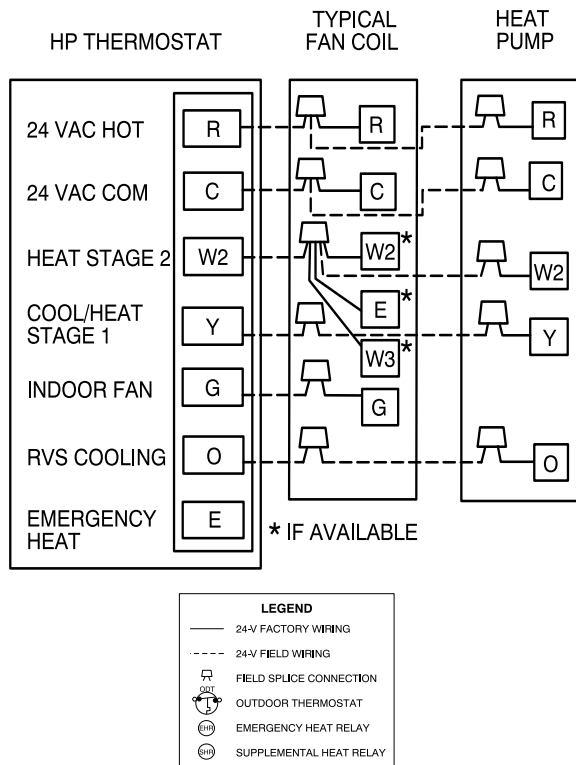 HP THERMOSTAT
TYPICAL
FAN COIL
HEAT
PUMP
24 VAC HOT
R
R
R
24 VAC COM
C
C
C
HEAT STAGE 2
W2
W2
*
W2
E
*
COOL/HEAT
STAGE 1
Y
Y
W3
*
INDOOR FAN
G
G
RVS COOLING
O
O
EMERGENCY
HEAT
E
* IF AVAILABLE
LEGEND
24-V FACTORY WIRING
24-V FIELD WIRING
FIELD SPLICE CONNECTION
ODT
OUTDOOR THERMOSTAT
EHR
EMERGENCY HEAT RELAY
SHR
SUPPLEMENTAL HEAT RELAY